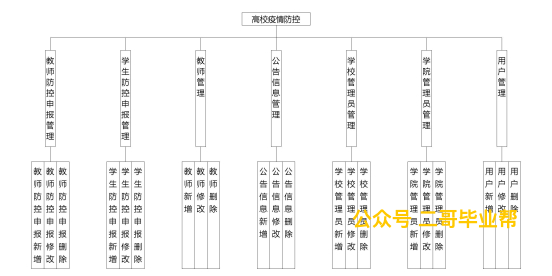 高校疫情防控
教师防控申报管理
学生防控申报管理
教师管理
公告信息管理
学校管理员管理
学院管理员管理
用户管理
教师防控申报新增
教师防控申报修改
教师防控申报删除
学生防控申报新增
学生防控申报修改
学生防控申报删除
教师新增
教师修改
教师删除
公告信息新增
公告信息修改
公告信息删除
学校管理员新增
学校管理员修改
学校管理员删除
学院管理员新增
学院管理员修改
学院管理员删除
用户新增
用户修改
用户删除
公众号:二哥毕业帮